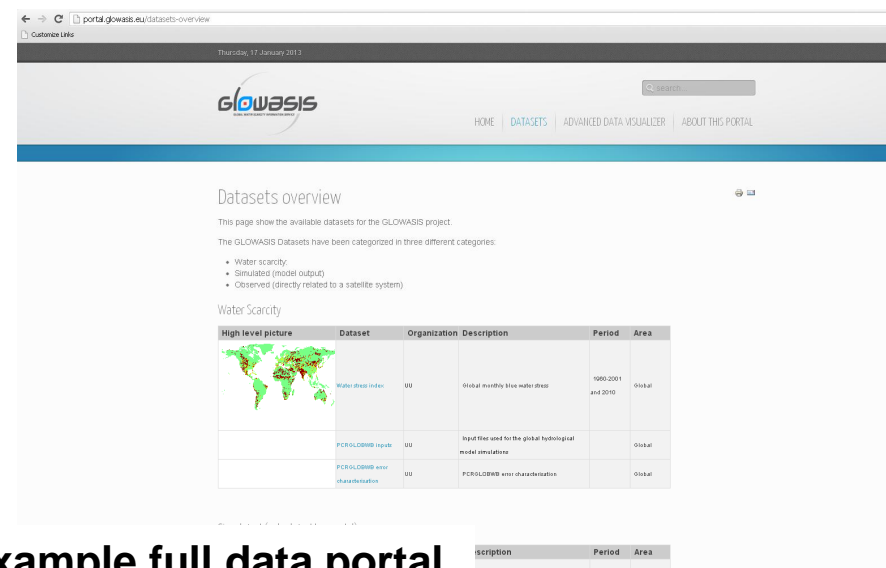 portal.glowasis.eu/datasets-overview
Customize Links
Thursday, 17 January 2013
glowasis
Search...
HOME DATASETS ADVANCED DATA VISUALIZER ABOUT THIS PORTAL
Datasets overview
This page show the available datasets for the GLOWASIS project.
The GLOWASIS Datasets have been categorized in three different categories:
Water scarcity:
Simulated (model output)
Observed (directly related to a satellite system)
Water Scarcity
High level picture Dataset Organization Description Period Area
Water stress index UU Global monthly blue water stress 1960-2001 and 2010 Global
PCRGLOBWB inputs UU Input files used for the global hydrological model simulations Global
PCRGLOBWB error characterisation UU PCRGLOBWB error characterisation Global
xample full data portal
scription Period Area